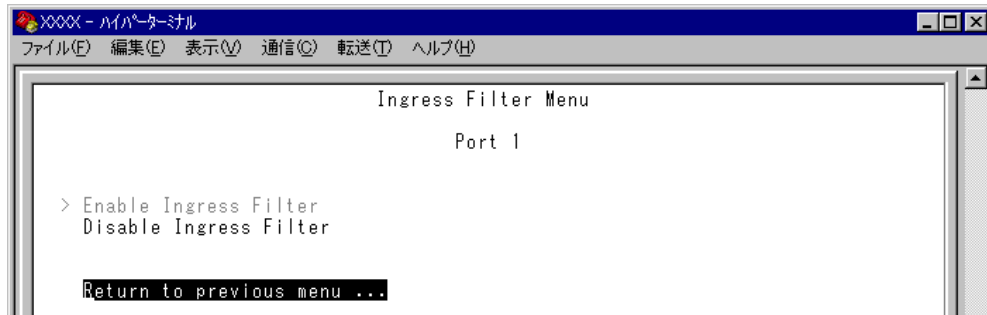 XXXX - ハイパーターミナル
ファイル(F) 編集(E) 表示(V) 通信(C) 転送(T) ヘルプ(H)
Ingress Filter Menu
Port 1
> Enable Ingress Filter
Disable Ingress Filter
Return to previous menu ...